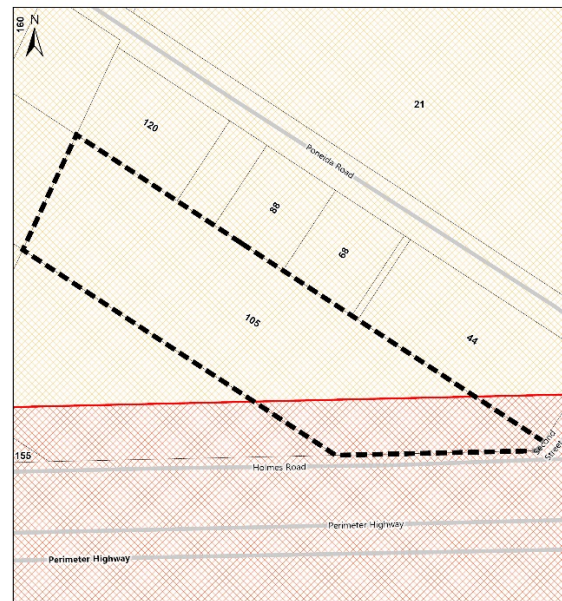 160
N
21
120
Poneida Road
88
68
105
44
Second
Street
155
Holmes Road
Perimeter Highway
Perimeter Highway